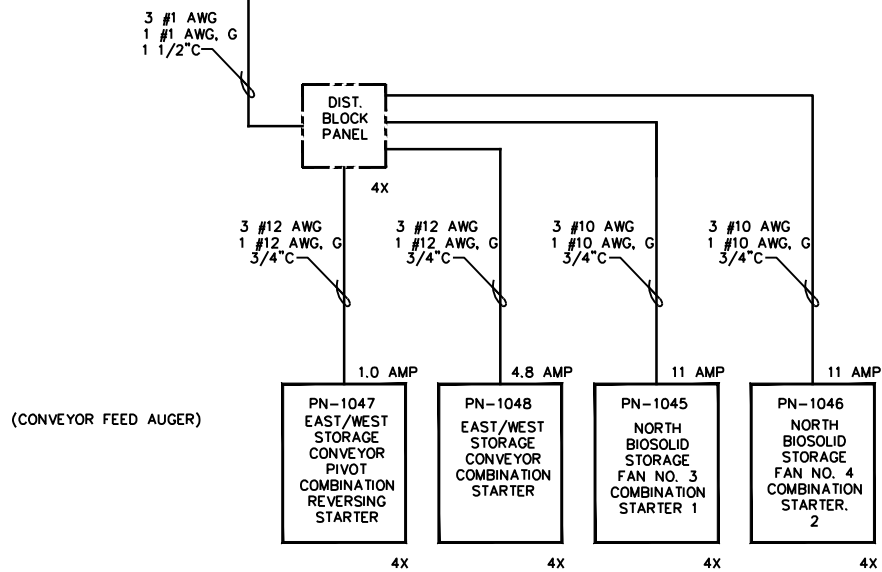 3 #1 AWG
1 #1 AWG, G
1 1/2"C
DIST.
BLOCK
PANEL
4X
3 #12 AWG
1 #12 AWG, G
3/4"C
3 #12 AWG
1 #12 AWG, G
3/4"C
3 #10 AWG
1 #10 AWG, G
3/4"C
3 #10 AWG
1 #10 AWG, G
3/4"C
(CONVEYOR FEED AUGER)
1.0 AMP
PN-1047
EAST/WEST
STORAGE
CONVEYOR
PIVOT
COMBINATION
REVERSING
STARTER
4X
4.8 AMP
PN-1048
EAST/WEST
STORAGE
CONVEYOR
COMBINATION
STARTER
4X
11 AMP
PN-1045
NORTH
BIOSOLID
STORAGE
FAN NO. 3
COMBINATION
STARTER 1
4X
11 AMP
PN-1046
NORTH
BIOSOLID
STORAGE
FAN NO. 4
COMBINATION
STARTER.
2
4X